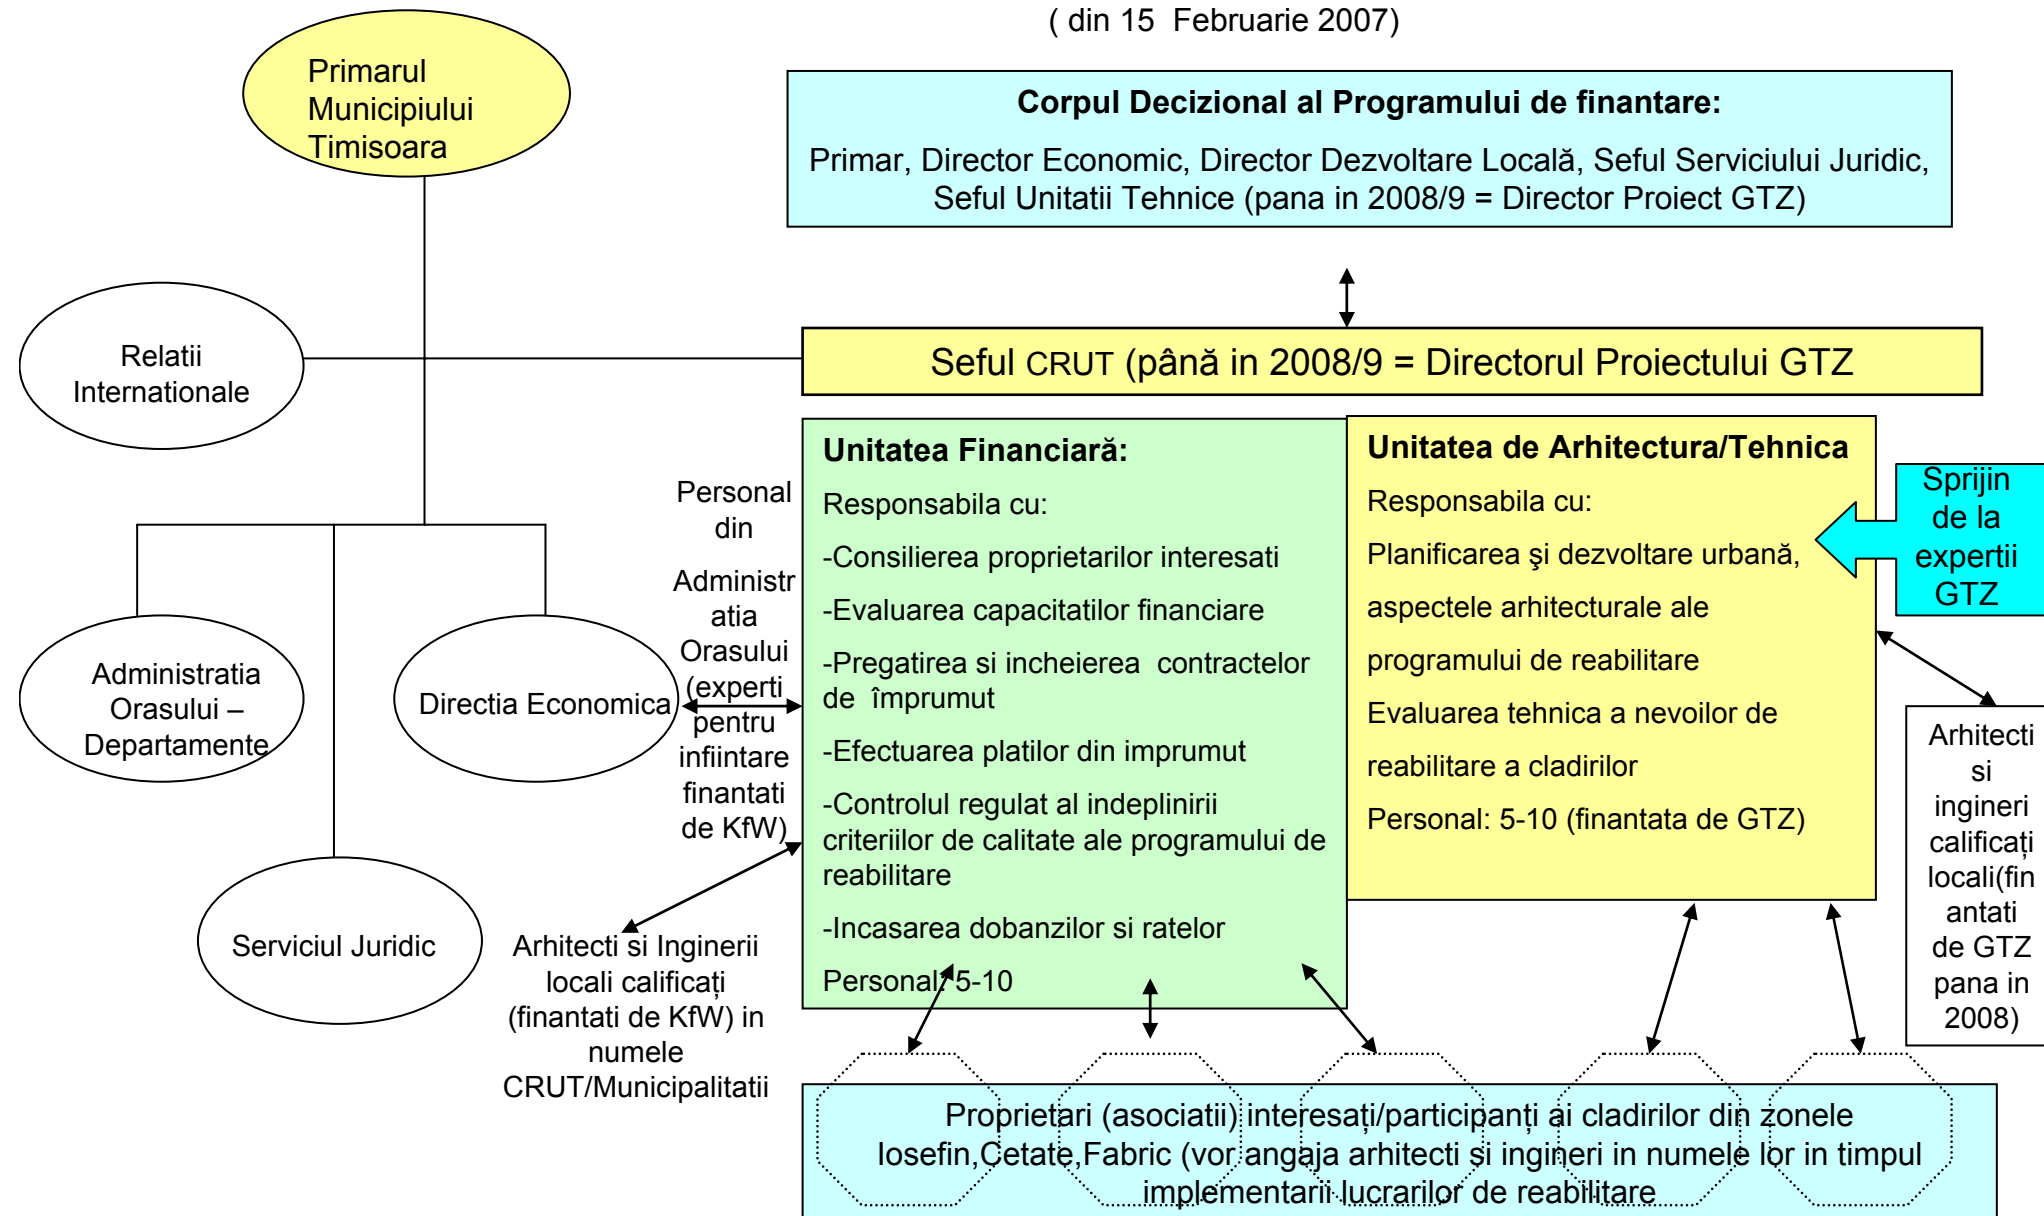 ( din 15  Februarie 2007)
Primarul
Municipiului
Timisoara
Corpul Decizional al Programului de finantare:
Primar, Director Economic, Director Dezvoltare Locală, Seful Serviciului Juridic,
Seful Unitatii Tehnice (pana in 2008/9 = Director Proiect GTZ)
Relatii
Internationale
Seful CRUT (până in 2008/9 = Directorul Proiectului GTZ
Personal
din
Administr
atia
Orasului
(experti
pentru
infiintare
finantati
de KfW)
Unitatea Financiară:
Responsabila cu:
-Consilierea proprietarilor interesati
-Evaluarea capacitatilor financiare
-Pregatirea si incheierea  contractelor
de  împrumut
-Efectuarea platilor din imprumut
-Controlul regulat al indeplinirii
criteriilor de calitate ale programului de
reabilitare
-Incasarea dobanzilor si ratelor
Personal: 5-10
Unitatea de Arhitectura/Tehnica
Responsabila cu:
Planificarea şi dezvoltare urbană,
aspectele arhitecturale ale
programului de reabilitare
Evaluarea tehnica a nevoilor de
reabilitare a cladirilor
Personal: 5-10 (finantata de GTZ)
Sprijin
de la
expertii
GTZ
Administratia
Orasului –
Departamente
Directia Economica
Serviciul Juridic
Arhitecti si Inginerii
locali calificați
(finantati de KfW) in
numele
CRUT/Municipalitatii
Arhitecti
si
ingineri
calificați
locali(fin
antati
de GTZ
pana in
2008)
Proprietari (asociatii) interesați/participanți ai cladirilor din zonele
Iosefin,Cetate,Fabric (vor angaja arhitecti si ingineri in numele lor in timpul
implementarii lucrarilor de reabilitare